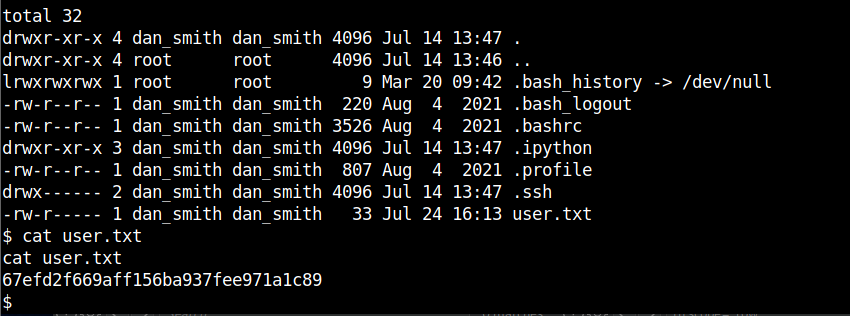 total 32
drwxr-xr-x 4 dan_smith dan_smith 4096 Jul 14 13:47 .
drwxr-xr-x 4 root      root      4096 Jul 14 13:46 ..
lrwxrwxrwx 1 root      root         9 Mar 20 09:42 .bash_history -> /dev/null
-rw-r--r-- 1 dan_smith dan_smith  220 Aug  4  2021 .bash_logout
-rw-r--r-- 1 dan_smith dan_smith 3526 Aug  4  2021 .bashrc
drwxr-xr-x 3 dan_smith dan_smith 4096 Jul 14 13:47 .ipython
-rw-r--r-- 1 dan_smith dan_smith  807 Aug  4  2021 .profile
drwx------ 2 dan_smith dan_smith 4096 Jul 14 13:47 .ssh
-rw-r----- 1 dan_smith dan_smith   33 Jul 24 16:13 user.txt
$ cat user.txt
cat user.txt
67efd2f669aff156ba937fee971a1c89
$